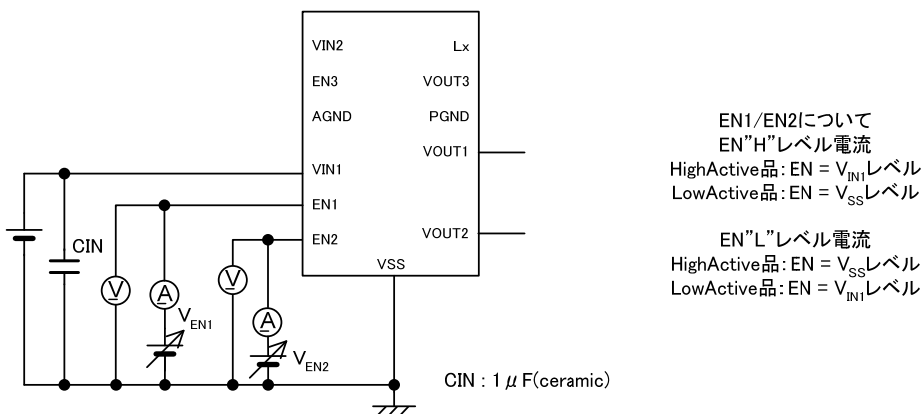 VIN2
EN3
AGND
VIN1
EN1
EN2
Lx
VOUT3
PGND
VOUT1
VOUT2
VSS
CIN
V
A
V
A
VEN1
VEN2
CIN : 1μF(ceramic)
EN1/EN2について
EN"H"レベル電流
HighActive品:EN = VIN1レベル
LowActive品:EN = VSSレベル
EN"L"レベル電流
HighActive品:EN = VSSレベル
LowActive品:EN = VIN1レベル